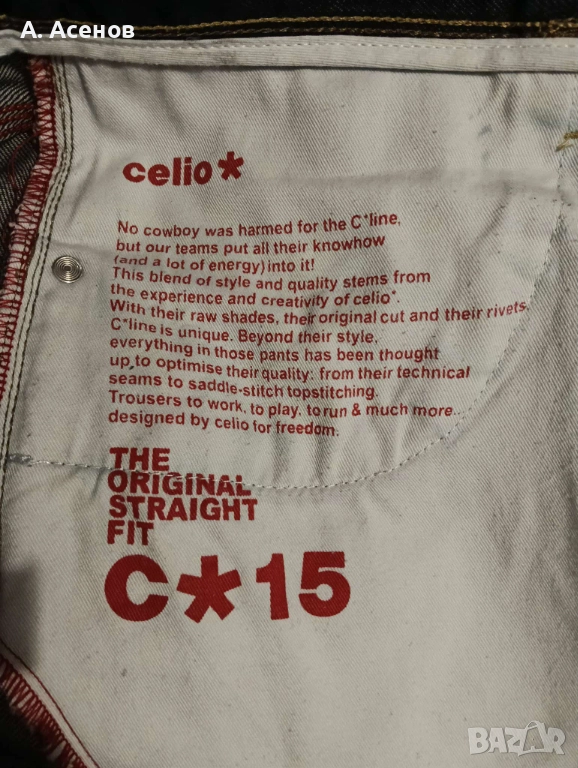 А. Асенов
celio*
No cowboy was harmed for the C*line,
but our teams put all their knowhow
(and a lot of energy) into it!
This blend of style and quality stems from
the experience and creativity of celio*.
With their raw shades, their original cut and their rivets,
C*line is unique. Beyond their style,
everything in those pants has been thought
up to optimise their quality: from their technical
seams to saddle-stitch topstitching.
Trousers to work, to play, to run & much more...
designed by celio for freedom.
THE
ORIGINAL
STRAIGHT
FIT
C*15
BAZAR